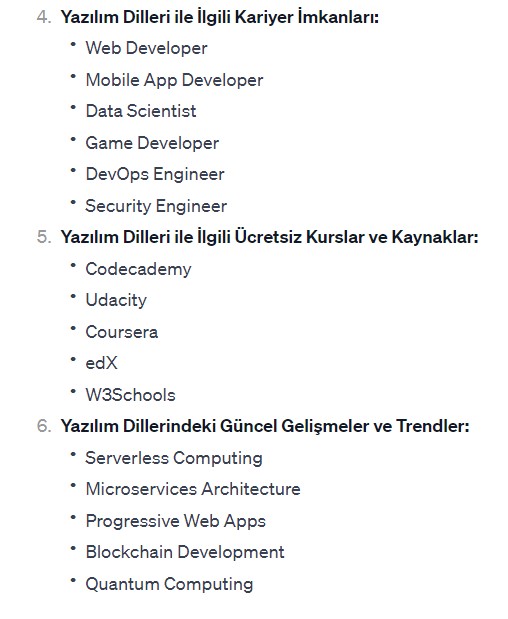 4. Yazılım Dilleri ile İlgili Kariyer İmkanları:
• Web Developer
• Mobile App Developer
• Data Scientist
• Game Developer
• DevOps Engineer
• Security Engineer
5. Yazılım Dilleri ile İlgili Ücretsiz Kurslar ve Kaynaklar:
• Codecademy
• Udacity
• Coursera
• edX
• W3Schools
6. Yazılım Dillerindeki Güncel Gelişmeler ve Trendler:
• Serverless Computing
• Microservices Architecture
• Progressive Web Apps
• Blockchain Development
• Quantum Computing